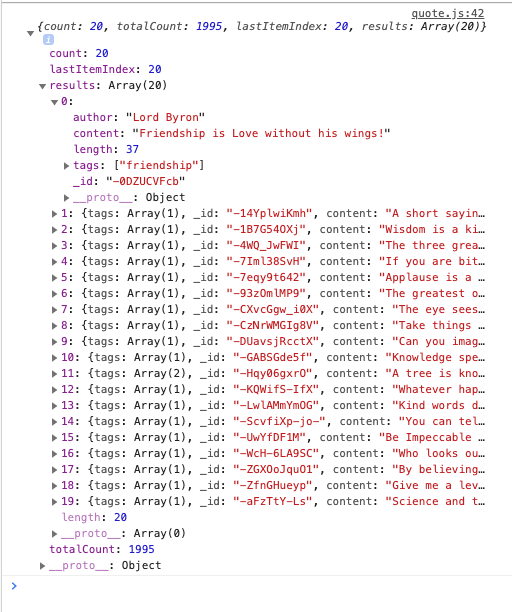 quote.js:42
{count: 20, totalCount: 1995, lastItemIndex: 20, results: Array(20)}
i
count: 20
lastItemIndex: 20
results: Array(20)
0:
author: "Lord Byron"
content: "Friendship is Love without his wings!"
length: 37
tags: ["friendship"]
_id: "-0DZUCVFcb"
__proto__: Object
1: {tags: Array(1), _id: "-14YplwiKmh", content: "A short sayin…
2: {tags: Array(1), _id: "-1B7G54OXj", content: "Wisdom is a ki…
3: {tags: Array(1), _id: "-4WQ_JwFWI", content: "The three grea…
4: {tags: Array(1), _id: "-7Iml38SvH", content: "If you are bit…
5: {tags: Array(1), _id: "-7eqy9t642", content: "Applause is a …
6: {tags: Array(1), _id: "-93zOmlMP9", content: "The greatest o…
7: {tags: Array(1), _id: "-CXvcGgw_i0X", content: "The eye sees…
8: {tags: Array(1), _id: "-CzNrWMGIg8V", content: "Take things …
9: {tags: Array(1), _id: "-DUavsjRcctX", content: "Can you imag…
10: {tags: Array(1), _id: "-GABSGde5f", content: "Knowledge spe…
11: {tags: Array(2), _id: "-Hqy06gxrO", content: "A tree is kno…
12: {tags: Array(1), _id: "-KQWifS-IfX", content: "Whatever hap…
13: {tags: Array(1), _id: "-LwlAMmYmOG", content: "Kind words d…
14: {tags: Array(1), _id: "-ScvfiXp-jo-", content: "You can tel…
15: {tags: Array(1), _id: "-UwYfDF1M", content: "Be Impeccable …
16: {tags: Array(1), _id: "-WcH-6LA9SC", content: "Who looks ou…
17: {tags: Array(1), _id: "-ZGXOoJquO1", content: "By believing…
18: {tags: Array(1), _id: "-ZfnGHueyp", content: "Give me a lev…
19: {tags: Array(1), _id: "-aFzTtY-Ls", content: "Science and t…
length: 20
__proto__: Array(0)
totalCount: 1995
__proto__: Object